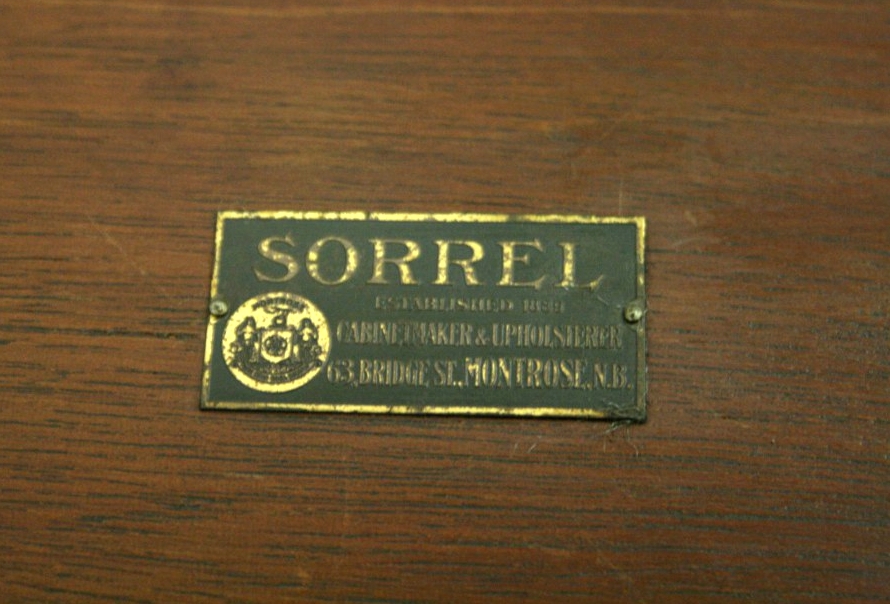 SORREL
ESTABLISHED
CABINETMAKER & UPHOLSTERER
63, BRIDGE ST., MONTROSE, N.B.